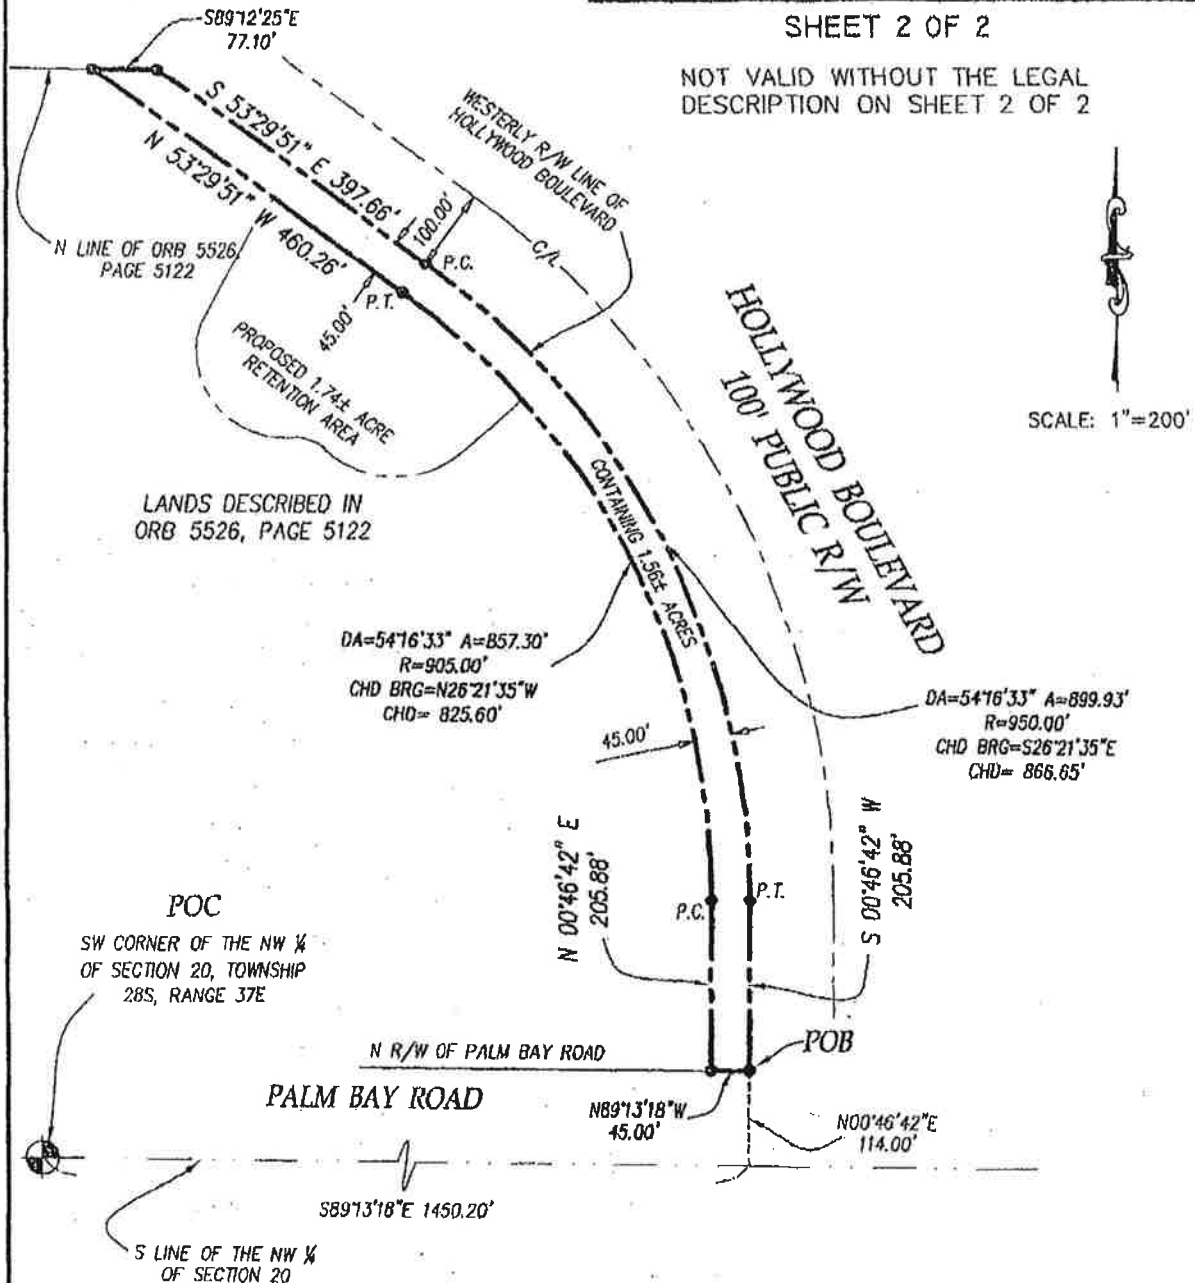 SHEET 2 OF 2
NOT VALID WITHOUT THE LEGAL
DESCRIPTION ON SHEET 2 OF 2
S89°12'25"E
77.10'
S 53°29'51" E 397.66'
N 53°29'51" W 460.26'
WESTERLY R/W LINE OF
HOLLYWOOD BOULEVARD
100.00'
C/L
P.C.
P.T.
45.00'
N LINE OF ORB 5526,
PAGE 5122
PROPOSED 1.74± ACRE
RETENTION AREA
HOLLYWOOD BOULEVARD
100' PUBLIC R/W
SCALE: 1"=200'
LANDS DESCRIBED IN
ORB 5526, PAGE 5122
CONTAINING 1.56± ACRES
DA=54°16'33" A=857.30'
R=905.00'
CHD BRG=N26°21'35"W
CHD= 825.60'
DA=54°16'33" A=899.93'
R=950.00'
CHD BRG=S26°21'35"E
CHD= 866.65'
45.00'
N 00°46'42" E
205.88'
S 00°46'42" W
205.88'
P.C.
P.T.
POC
SW CORNER OF THE NW ¼
OF SECTION 20, TOWNSHIP
28S, RANGE 37E
N R/W OF PALM BAY ROAD
POB
PALM BAY ROAD
N89°13'18"W
45.00'
N00°46'42"E
114.00'
S89°13'18"E 1450.20'
S LINE OF THE NW ¼
OF SECTION 20